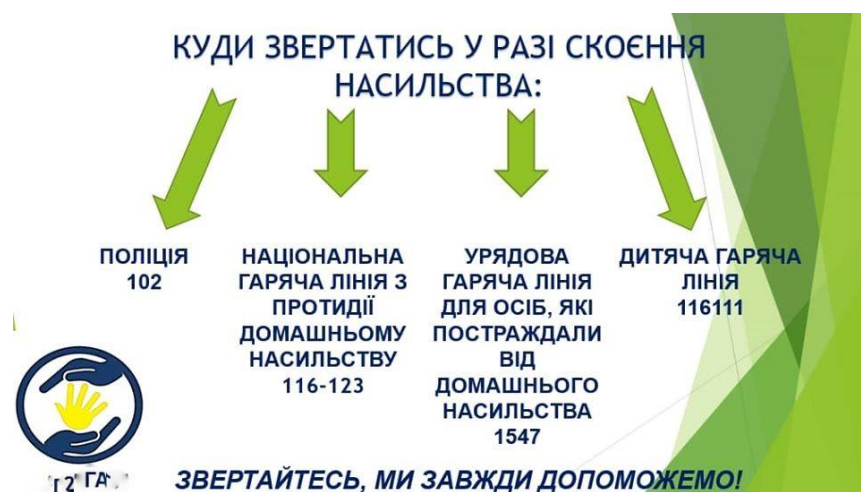 КУДИ ЗВЕРТАТИСЬ У РАЗІ СКОЄННЯ
НАСИЛЬСТВА:
ПОЛІЦІЯ
102
НАЦІОНАЛЬНА
ГАРЯЧА ЛІНІЯ З
ПРОТИДІЇ
ДОМАШНЬОМУ
НАСИЛЬСТВУ
116-123
УРЯДОВА
ГАРЯЧА ЛІНІЯ
ДЛЯ ОСІБ, ЯКІ
ПОСТРАЖДАЛИ
ВІД
ДОМАШНЬОГО
НАСИЛЬСТВА
1547
ДИТЯЧА ГАРЯЧА
ЛІНІЯ
116111
ЗВЕРТАЙТЕСЬ, МИ ЗАВЖДИ ДОПОМОЖЕМО!